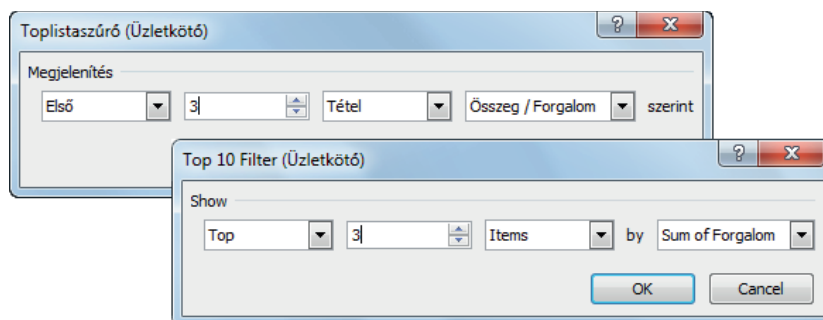 Toplistaszűrő (Üzletkötő)
Megjelenítés
Első 3 Tétel Összeg / Forgalom szerint
Top 10 Filter (Üzletkötő)
Show
Top 3 Items by Sum of Forgalom
OK Cancel